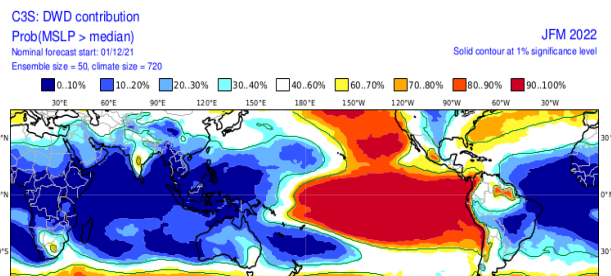 C3S: DWD contribution
Prob(MSLP > median)
JFM 2022
Nominal forecast start: 01/12/21
Solid contour at 1% significance level
Ensemble size = 50, climate size = 720
0..10% 10..20% 20..30% 30..40% 40..60% 60..70% 70..80% 80..90% 90..100%
30°E 60°E 90°E 120°E 150°E 180°E 150°W 120°W 90°W 60°W 30°W
0°N 0°N